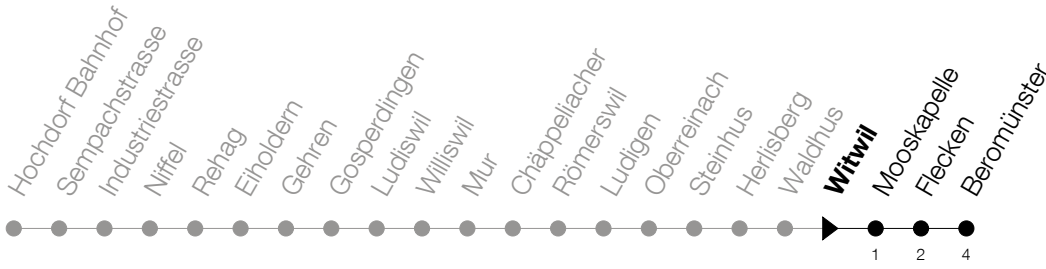 Hochdorf Bahnhof
Sempachstrasse
Industriestrasse
Niffel
Rehag
Eiholdern
Gehren
Gosperdingen
Ludiswil
Williswil
Mur
Chäppeliacher
Römerswil
Ludigen
Oberreinach
Steinhus
Herlisberg
Waldhus
Witwil
Mooskapelle
Flecken
Beromünster
1 2 4